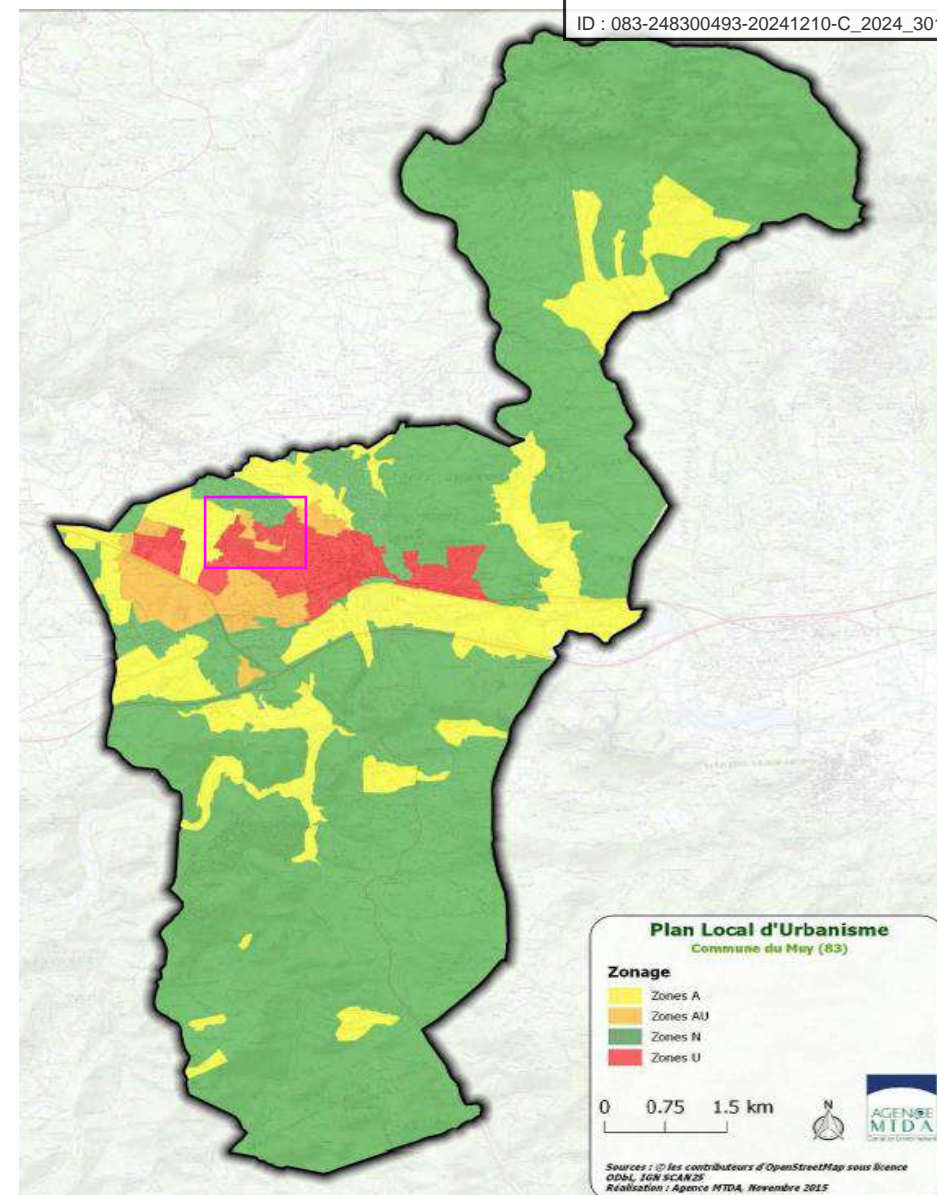 ID : 083-248300493-20241210-C_2024_301
Plan Local d'Urbanisme
Commune du Muy (83)
Zonage
Zones A
Zones AU
Zones N
Zones U
0 0.75 1.5 km
N
AGENCE
MTDA
Sources : © les contributeurs d'OpenStreetMap sous licence
ODbL, IGN SCAN25
Réalisation : Agence MTDA, Novembre 2015